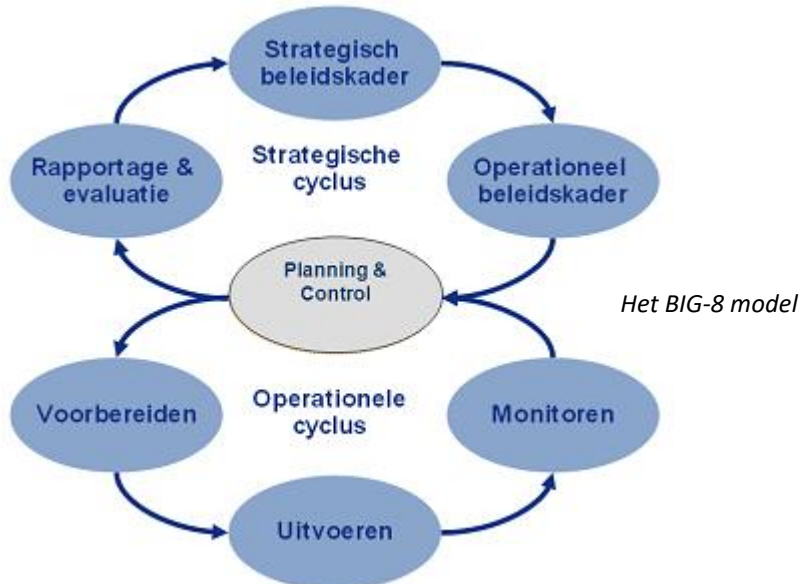 Strategisch
beleidskader
Rapportage &
evaluatie
Strategische
cyclus
Operationeel
beleidskader
Planning &
Control
Het BIG-8 model
Voorbereiden
Operationele
cyclus
Monitoren
Uitvoeren